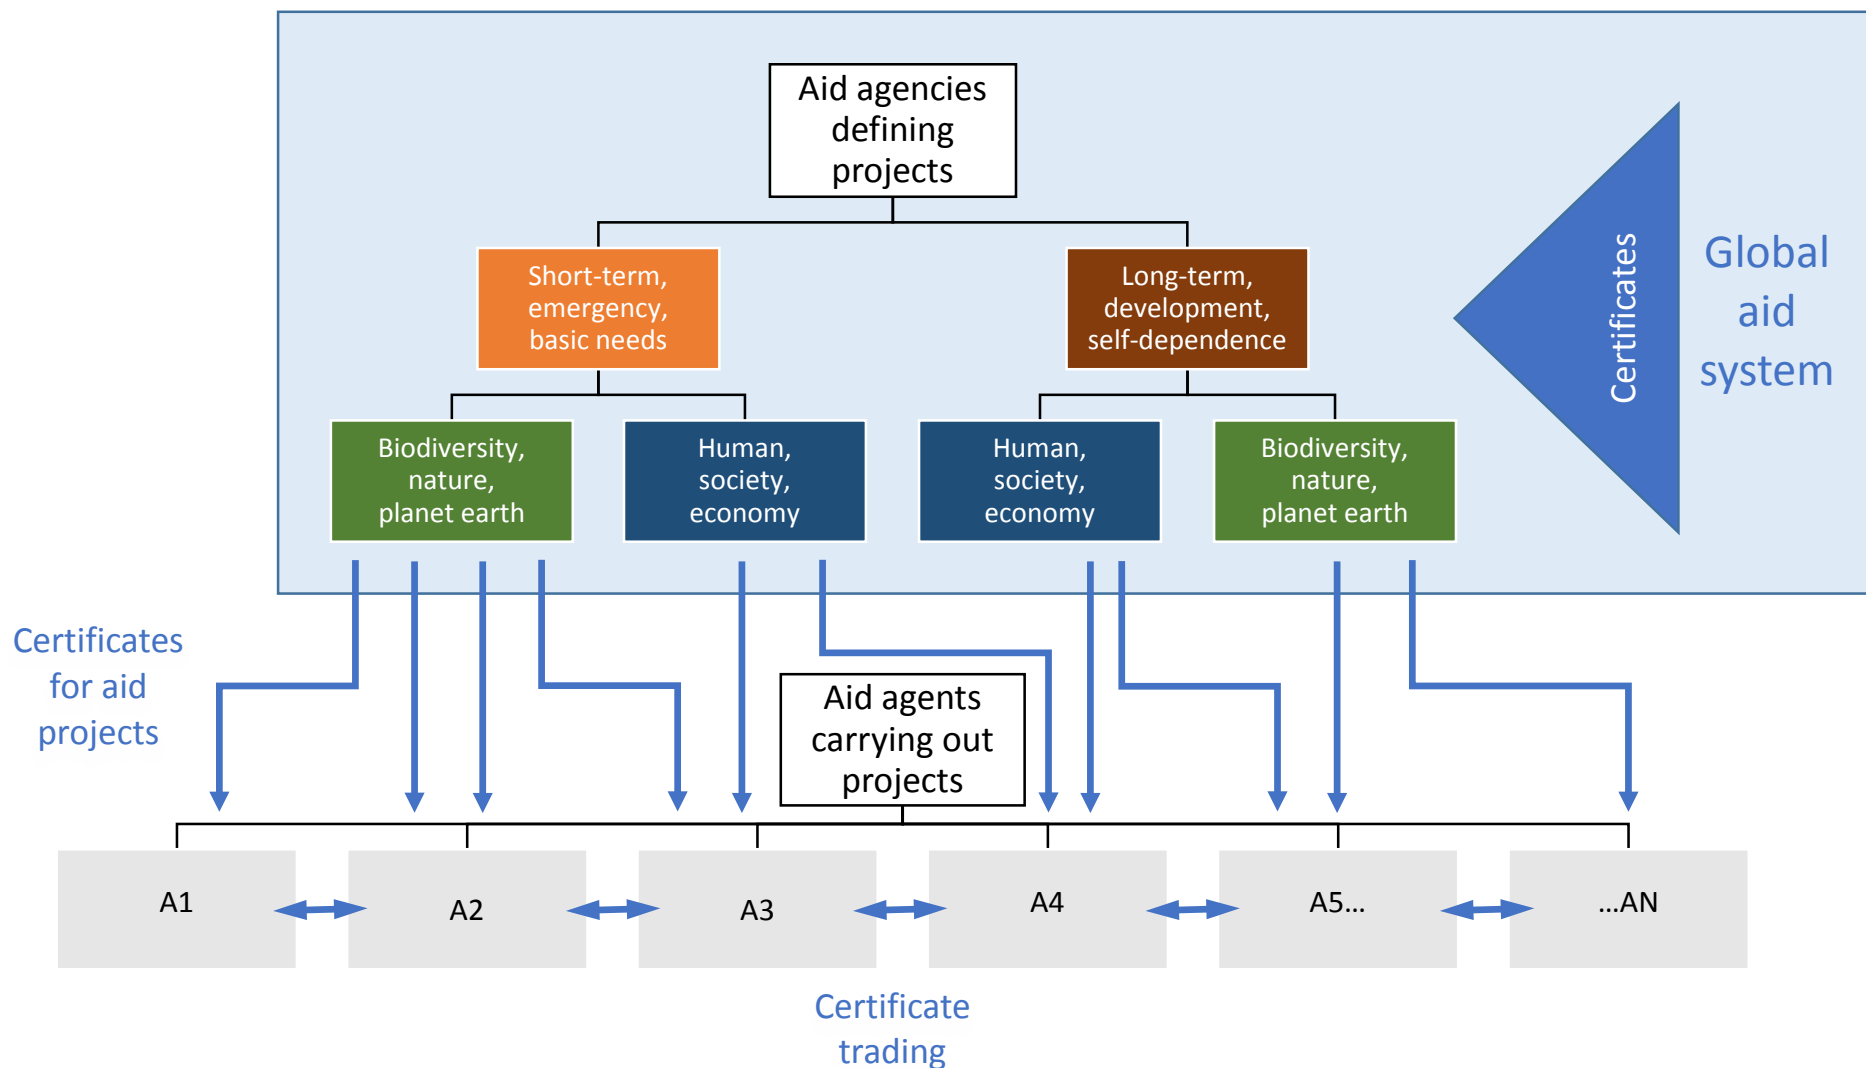 Aid agencies
defining
projects
Short-term,
emergency,
basic needs
Long-term,
development,
self-dependence
Certificates
Global
aid
system
Biodiversity,
nature,
planet earth
Human,
society,
economy
Human,
society,
economy
Biodiversity,
nature,
planet earth
Certificates
for aid
projects
Aid agents
carrying out
projects
A1
A2
A3
A4
A5...
...AN
Certificate
trading